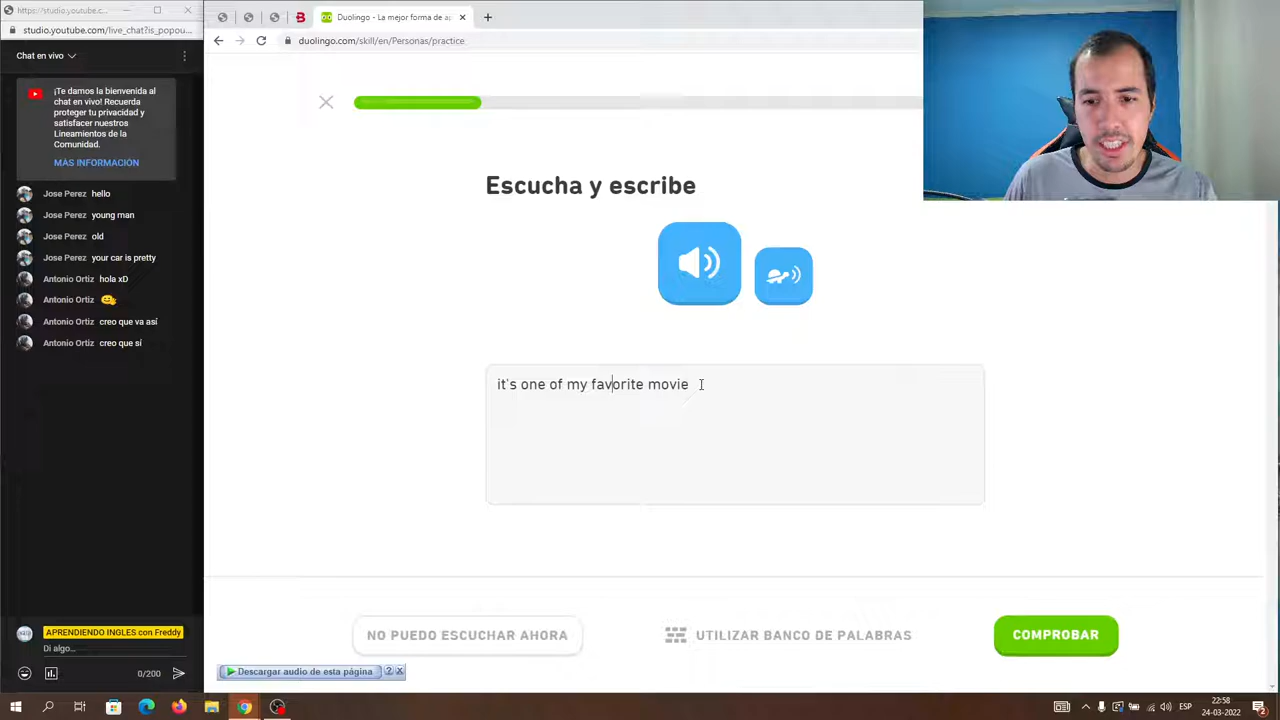 https://studio.youtube.c...
studio.youtube.com/live_chat?is_popou...
Chat en vivo
¡Te damos la bienvenida al
chat en vivo! Recuerda
proteger tu privacidad y
satisfacer nuestros
Lineamientos de la
Comunidad.
MÁS INFORMACIÓN
Jose Perez hello
Jose Perez young man
Jose Perez old
Jose Perez your car is pretty
Antonio Ortiz hola xD
Antonio Ortiz
Antonio Ortiz creo que va así
Antonio Ortiz creo que sí
APRENDIENDO INGLES con Freddy
Di algo...
0/200
Duolingo - La mejor forma de a
duolingo.com/skill/en/Personas/practice
Escucha y escribe
it's one of my favorite movie
NO PUEDO ESCUCHAR AHORA
UTILIZAR BANCO DE PALABRAS
COMPROBAR
Descargar audio de esta página
? X
ESP
22:58
24-03-2022
2